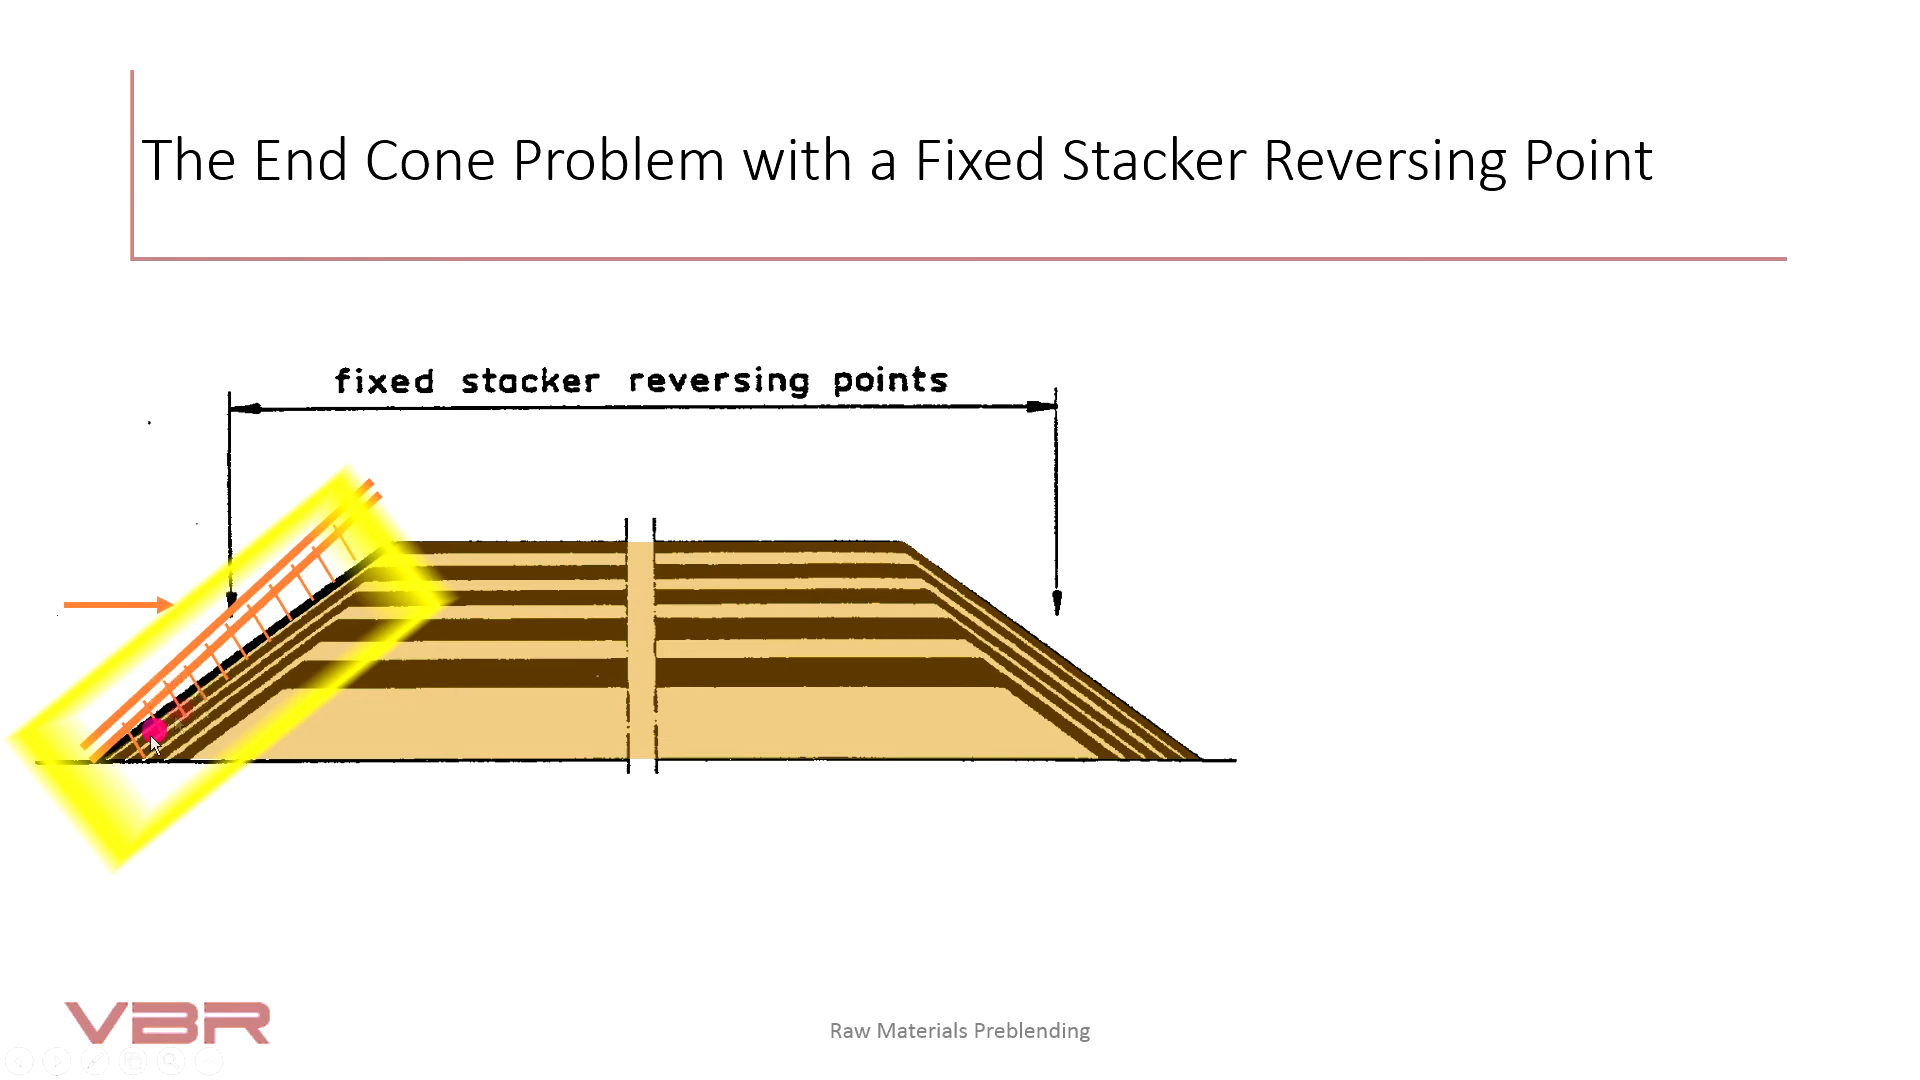 The End Cone Problem with a Fixed Stacker Reversing Point
fixed stacker reversing points
VBR
Raw Materials Preblending